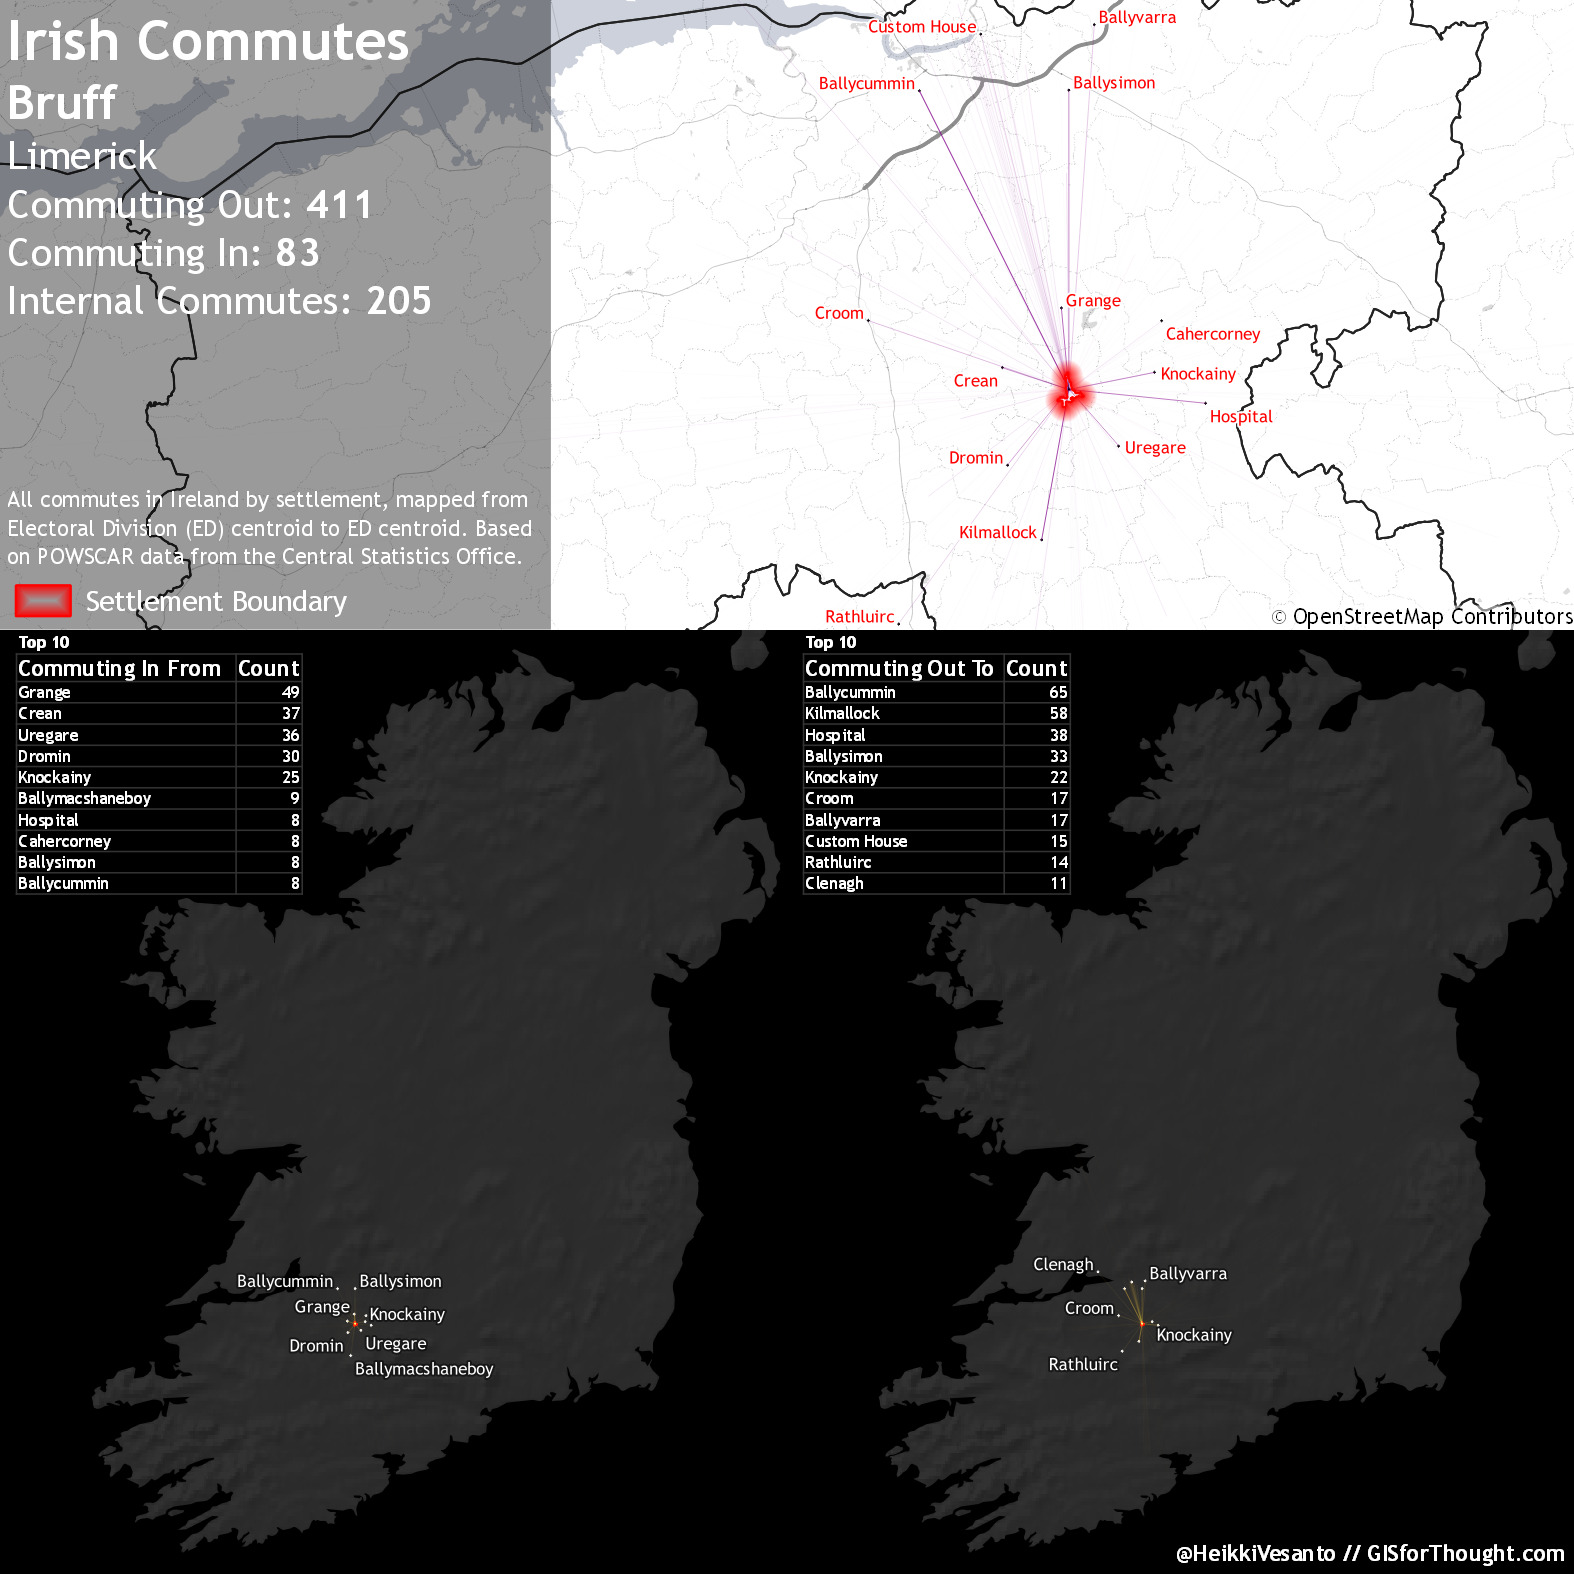 Irish Commutes
Bruff
Limerick
Commuting Out: 411
Commuting In: 83
Internal Commutes: 205
All commutes in Ireland by settlement, mapped from
Electoral Division (ED) centroid to ED centroid. Based
on POWSCAR data from the Central Statistics Office.
Settlement Boundary
Custom House
Ballyvarra
Ballycummin
Ballysimon
Grange
Croom
Cahercorney
Crean
Knockainy
Hospital
Uregare
Dromin
Kilmallock
Rathluirc
© OpenStreetMap Contributors
Top 10
Commuting In From Count
Grange 49
Crean 37
Uregare 36
Dromin 30
Knockainy 25
Ballymacshaneboy 9
Hospital 8
Cahercorney 8
Ballysimon 8
Ballycummin 8
Top 10
Commuting Out To Count
Ballycummin 65
Kilmallock 58
Hospital 38
Ballysimon 33
Knockainy 22
Croom 17
Ballyvarra 17
Custom House 15
Rathluirc 14
Clenagh 11
Ballycummin
Ballysimon
Grange
Knockainy
Dromin
Uregare
Ballymacshaneboy
Clenagh
Ballyvarra
Croom
Knockainy
Rathluirc
@HeikkiVesanto // GISforThought.com